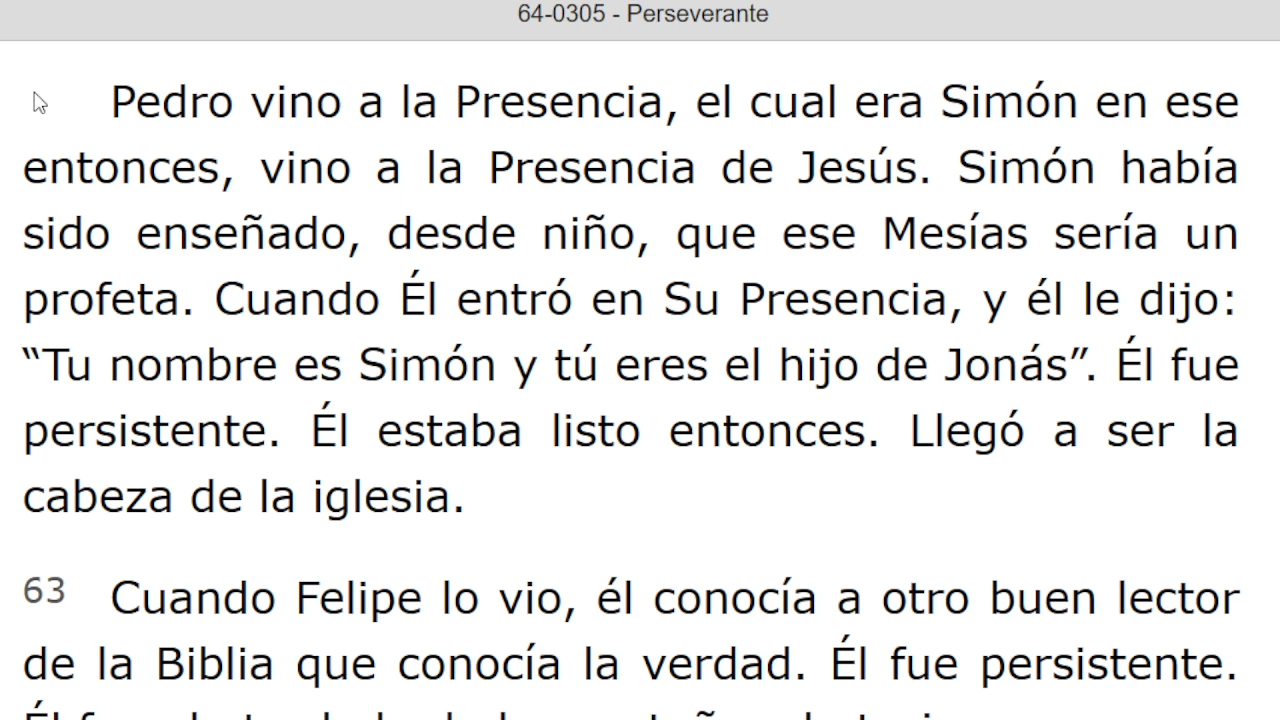 64-0305 - Perseverante
Pedro vino a la Presencia, el cual era Simón en ese
entonces, vino a la Presencia de Jesús. Simón había
sido enseñado, desde niño, que ese Mesías sería un
profeta. Cuando Él entró en Su Presencia, y él le dijo:
“Tu nombre es Simón y tú eres el hijo de Jonás”. Él fue
persistente. Él estaba listo entonces. Llegó a ser la
cabeza de la iglesia.
63 Cuando Felipe lo vio, él conocía a otro buen lector
de la Biblia que conocía la verdad. Él fue persistente.
Él